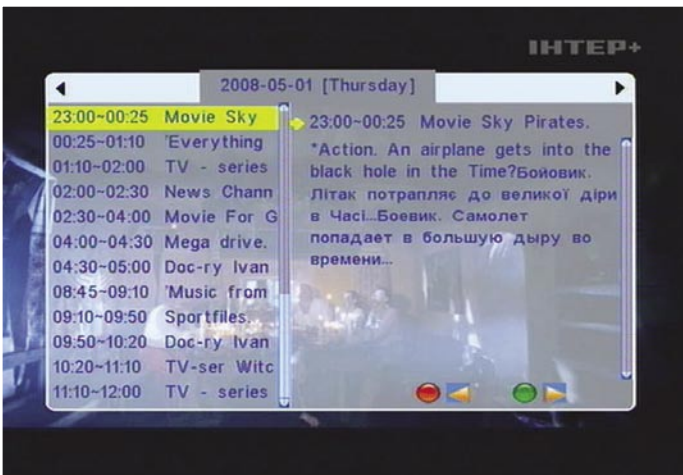 ІНТЕР+
2008-05-01 [Thursday]
23:00~00:25 Movie Sky
00:25~01:10 'Everything
01:10~02:00 TV - series
02:00~02:30 News Chann
02:30~04:00 Movie For G
04:00~04:30 Mega drive.
04:30~05:00 Doc-ry Ivan
08:45~09:10 'Music from
09:10~09:50 Sportfiles.
09:50~10:20 Doc-ry Ivan
10:20~11:10 TV-ser Witc
11:10~12:00 TV - series
23:00~00:25 Movie Sky Pirates.
*Action. An airplane gets into the
black hole in the Time?Бойовик.
Літак потрапляє до великої діри
в Часі...Боевик. Самолет
попадает в большую дыру во
времени...